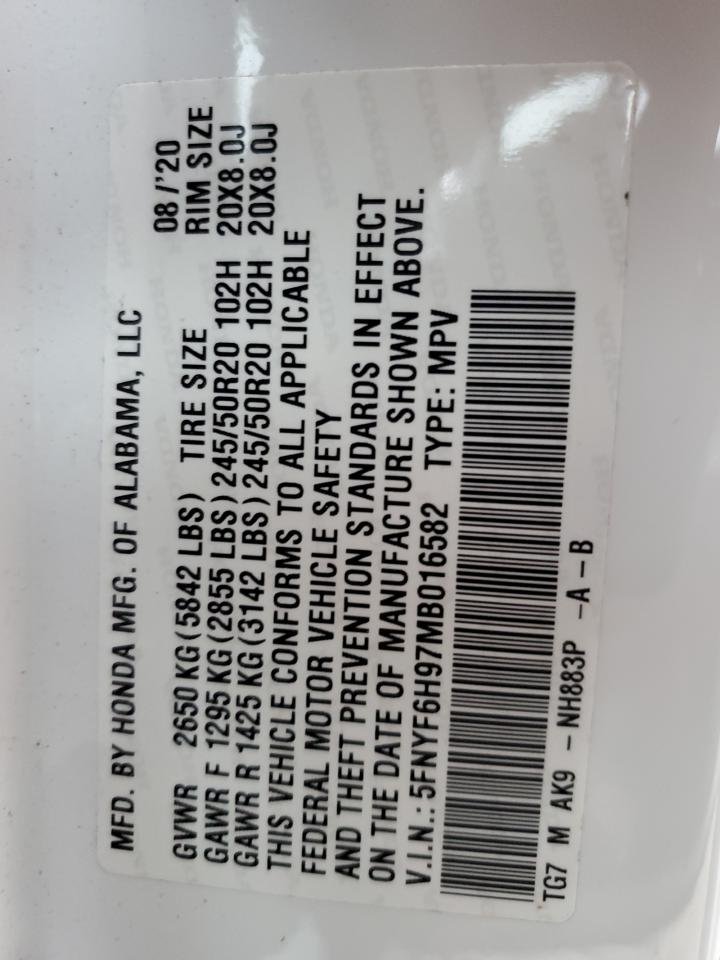 MFD. BY HONDA MFG. OF ALABAMA, LLC
08/'20
GVWR 2650 KG (5842 LBS) TIRE SIZE RIM SIZE
GAWR F 1295 KG (2855 LBS) 245/50R20 102H 20X8.0J
GAWR R 1425 KG (3142 LBS) 245/50R20 102H 20X8.0J
THIS VEHICLE CONFORMS TO ALL APPLICABLE
FEDERAL MOTOR VEHICLE SAFETY
AND THEFT PREVENTION STANDARDS IN EFFECT
ON THE DATE OF MANUFACTURE SHOWN ABOVE.
V.I.N.: 5FNYF6H97MB016582 TYPE: MPV
TG7 M AK9 - NH883P -A-B